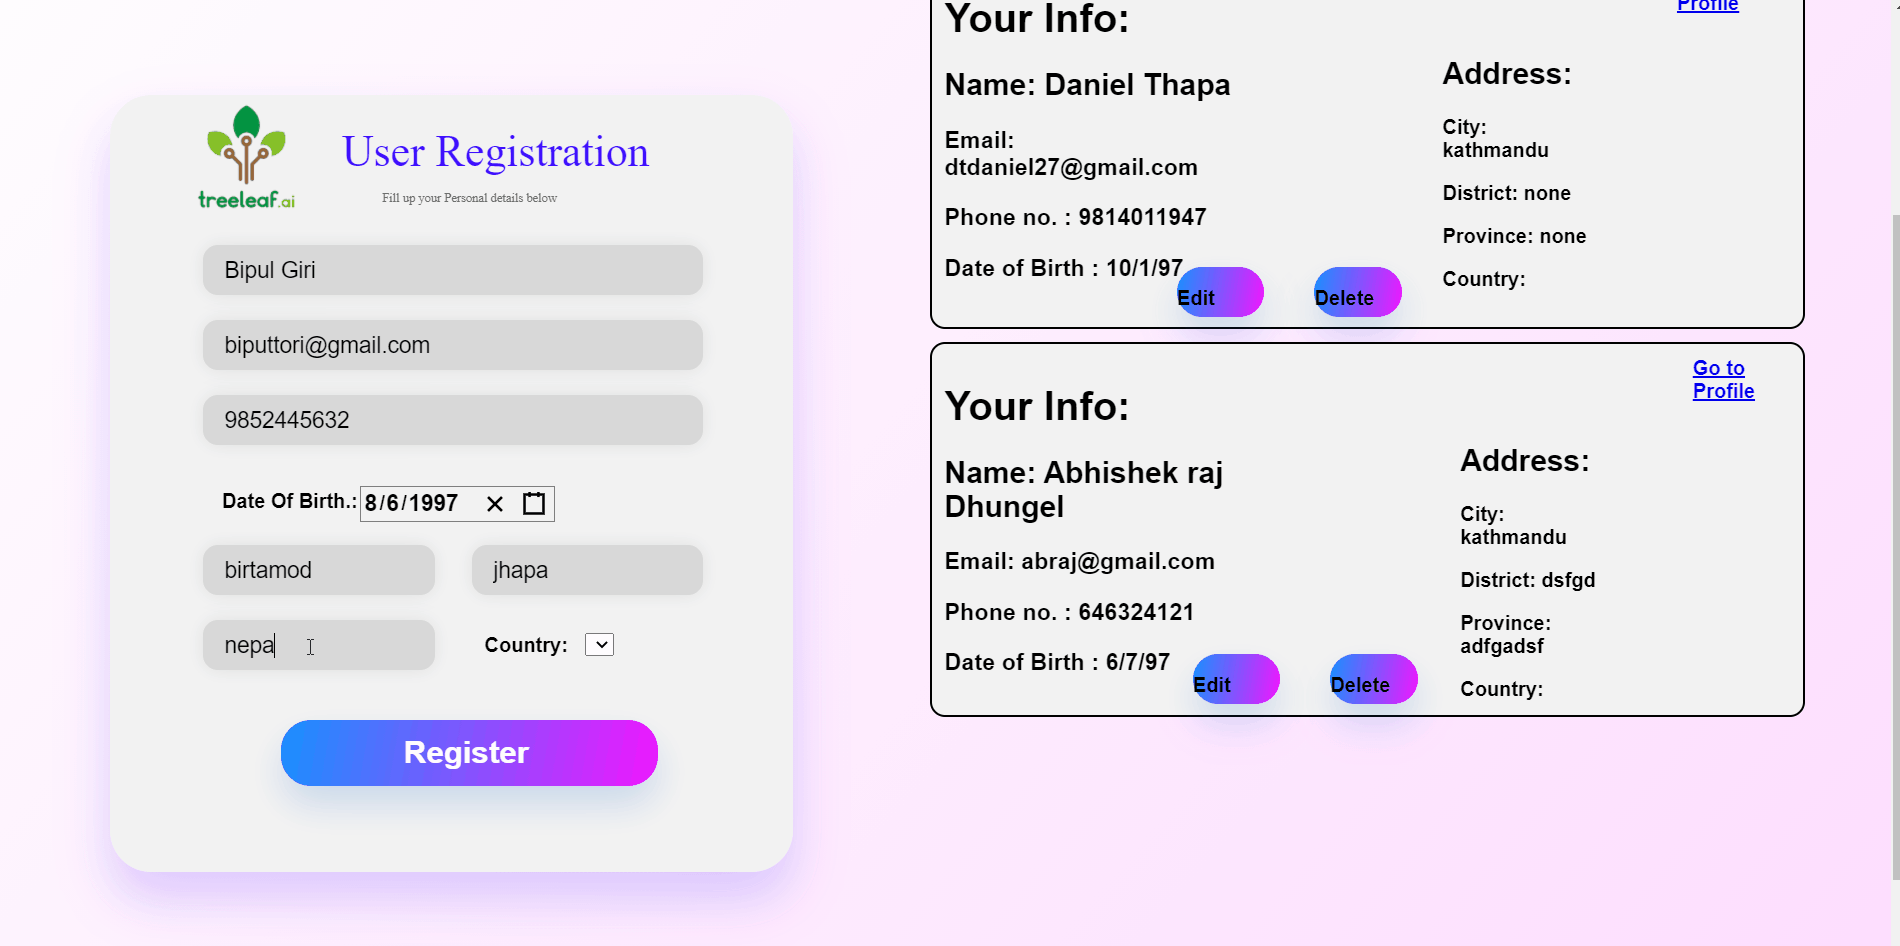 treeleaf.ai
User Registration
Fill up your Personal details below
Bipul Giri
biputtori@gmail.com
9852445632
Date Of Birth.: 8/6/1997
birtamod
jhapa
nepa
Country:
Register
Profile
Your Info:
Name: Daniel Thapa
Email:
dtdaniel27@gmail.com
Phone no. : 9814011947
Date of Birth : 10/1/97
Edit
Delete
Address:
City:
kathmandu
District: none
Province: none
Country:
Go to
Profile
Your Info:
Name: Abhishek raj
Dhungel
Email: abraj@gmail.com
Phone no. : 646324121
Date of Birth : 6/7/97
Edit
Delete
Address:
City:
kathmandu
District: dsfgd
Province:
adfgadsf
Country: